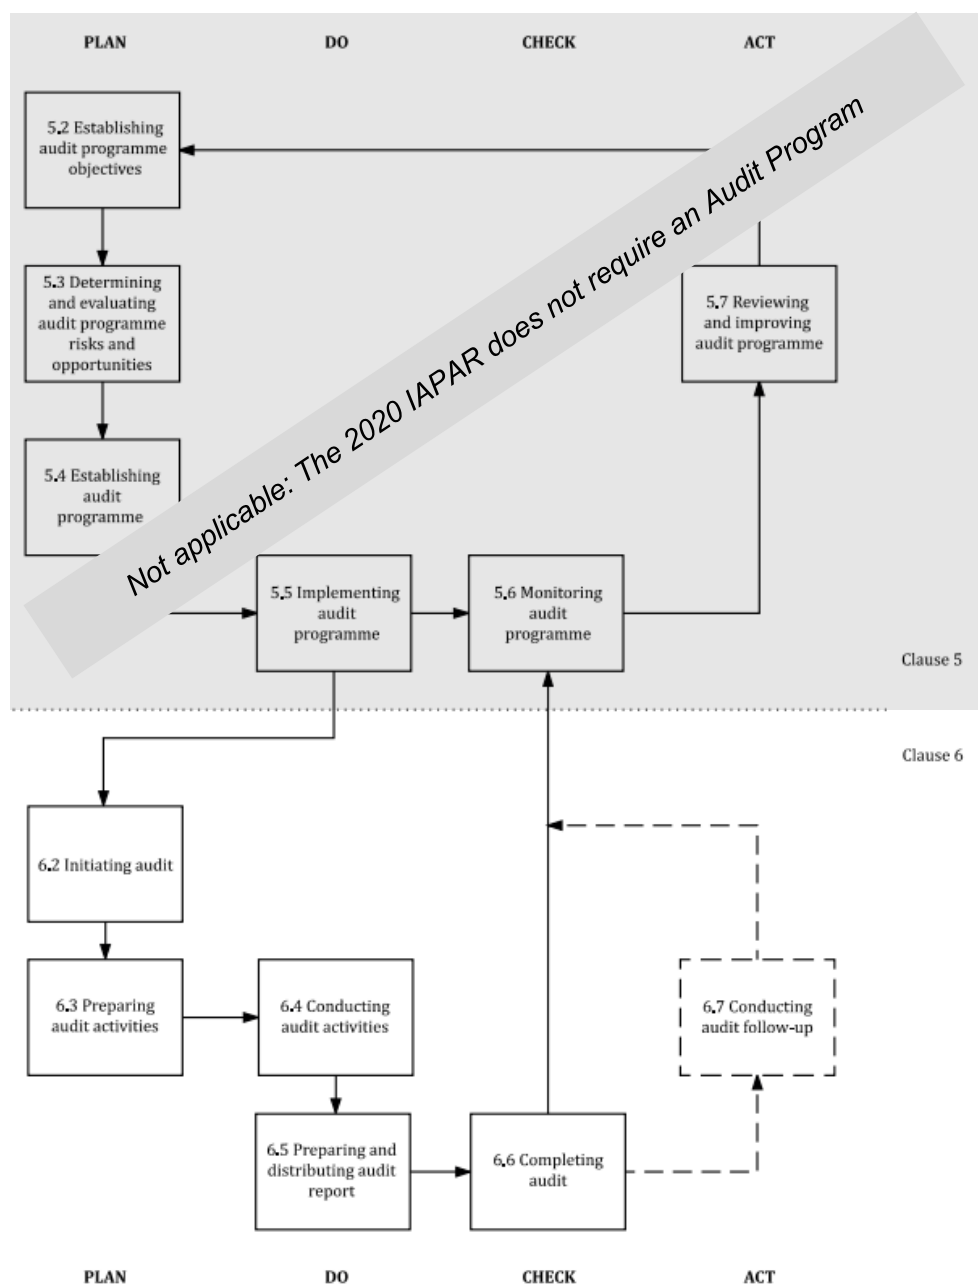 PLAN
DO
CHECK
ACT
5.2 Establishing
audit programme
objectives
5.3 Determining
and evaluating
audit programme
risks and
opportunities
5.4 Establishing
audit
programme
Not applicable: The 2020 IAPAR does not require an Audit Program
5.5 Implementing
audit
programme
5.6 Monitoring
audit
programme
5.7 Reviewing
and improving
audit programme
Clause 5
Clause 6
6.2 Initiating audit
6.3 Preparing
audit activities
6.4 Conducting
audit activities
6.5 Preparing and
distributing audit
report
6.6 Completing
audit
6.7 Conducting
audit follow-up
PLAN
DO
CHECK
ACT